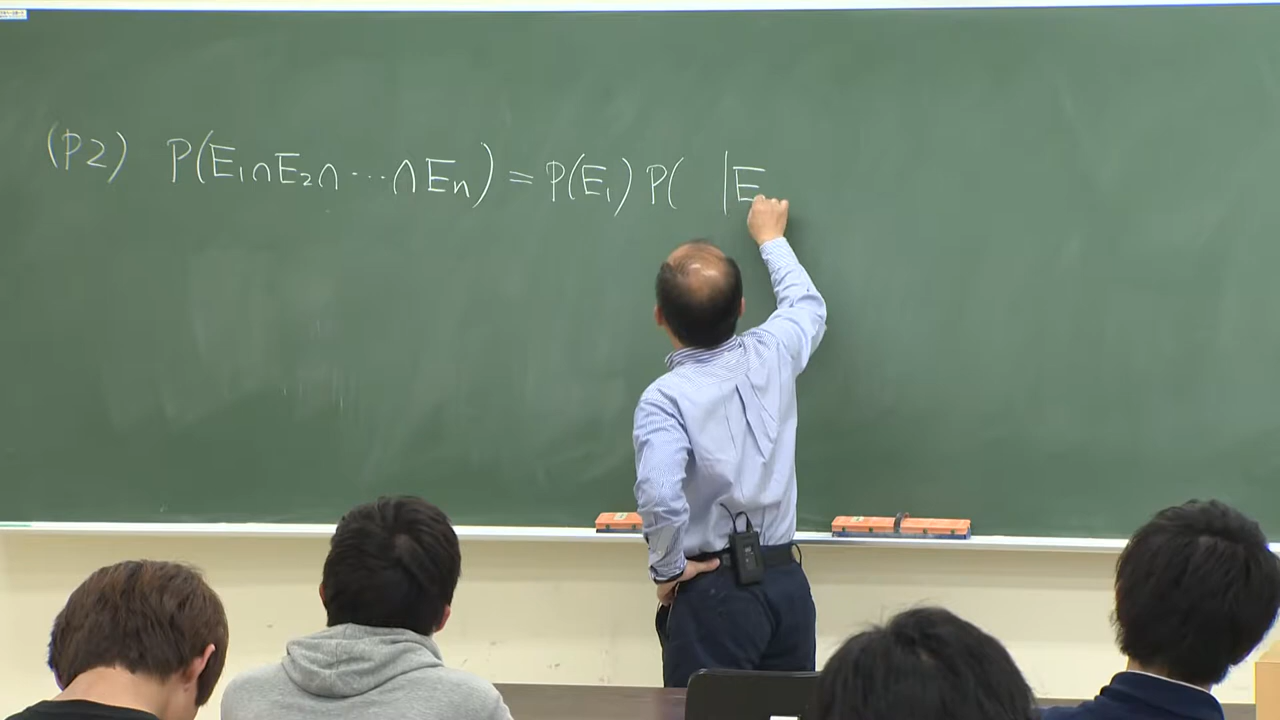 (P2) P(E₁∩E₂∩ ⋯ ∩Eₙ) = P(E₁) P( |E